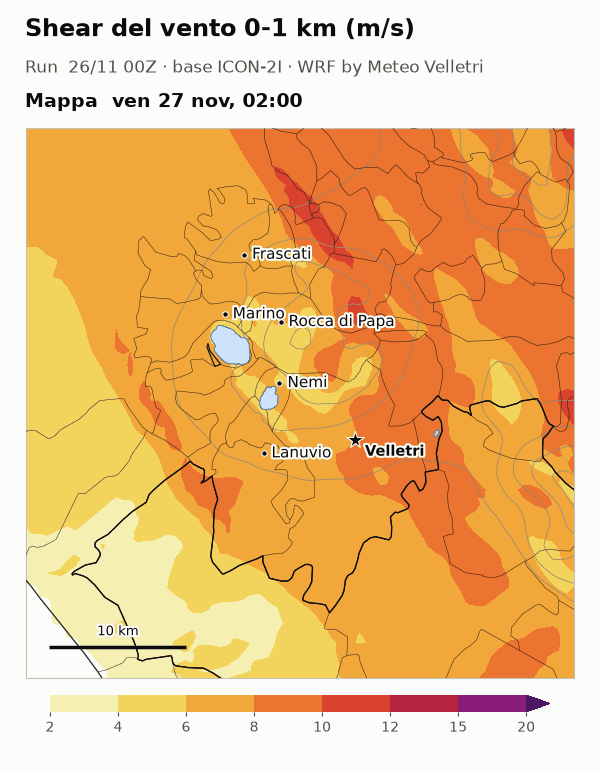 Shear del vento 0-1 km (m/s)
Run  26/11 00Z · base ICON-2I · WRF by Meteo Velletri
Mappa  ven 27 nov, 02:00
Frascati
Marino
Rocca di Papa
Nemi
Velletri
Lanuvio
10 km
2 4 6 8 10 12 15 20